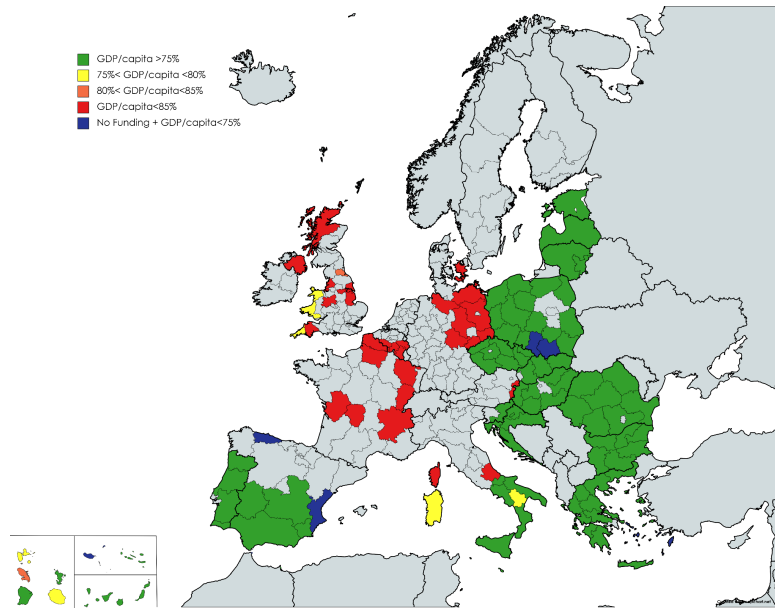 GDP/capita >75%
75%< GDP/capita <80%
80%< GDP/capita<85%
GDP/capita<85%
No Funding + GDP/capita<75%